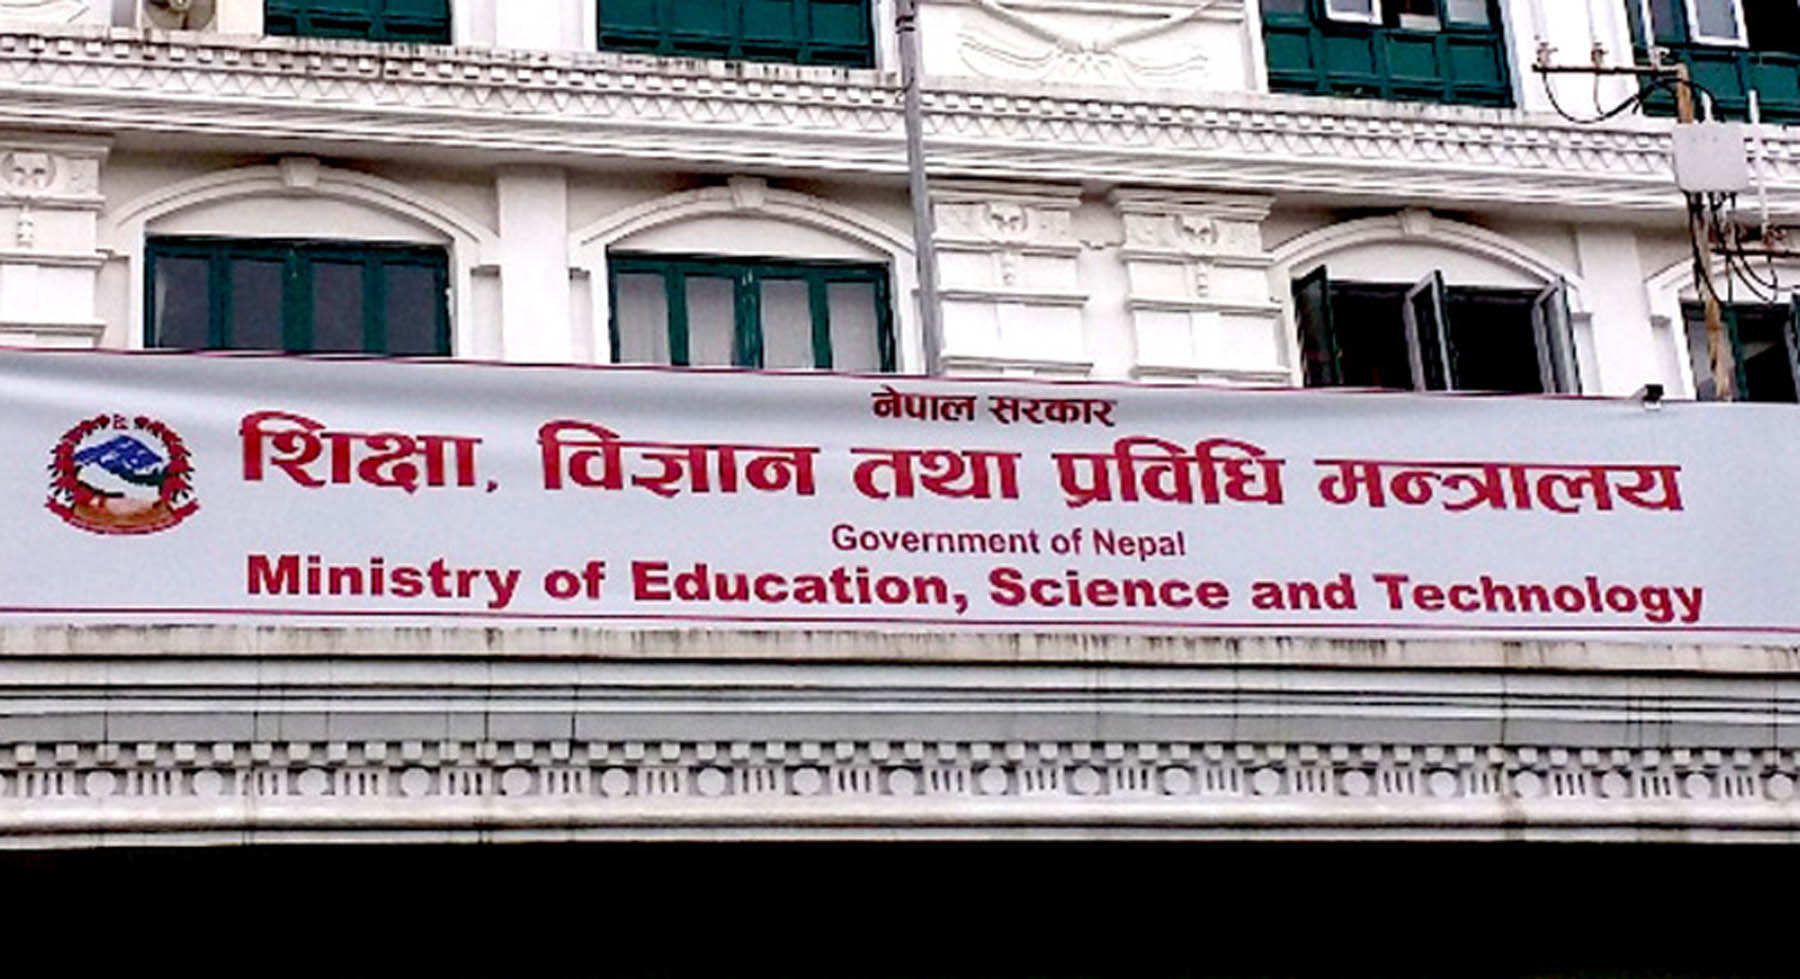 नेपाल सरकार
शिक्षा, विज्ञान तथा प्रविधि मन्त्रालय
Government of Nepal
Ministry of Education, Science and Technology